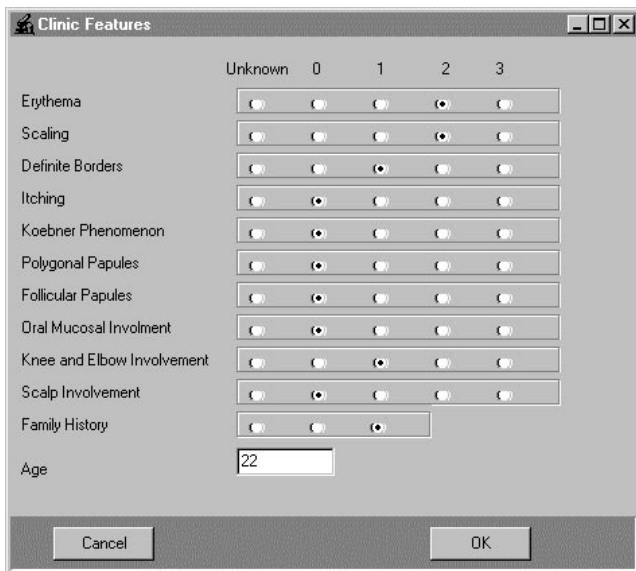 Clinic Features
Unknown 0 1 2 3
Erythema
Scaling
Definite Borders
Itching
Koebner Phenomenon
Polygonal Papules
Follicular Papules
Oral Mucosal Involment
Knee and Elbow Involvement
Scalp Involvement
Family History
Age 22
Cancel OK